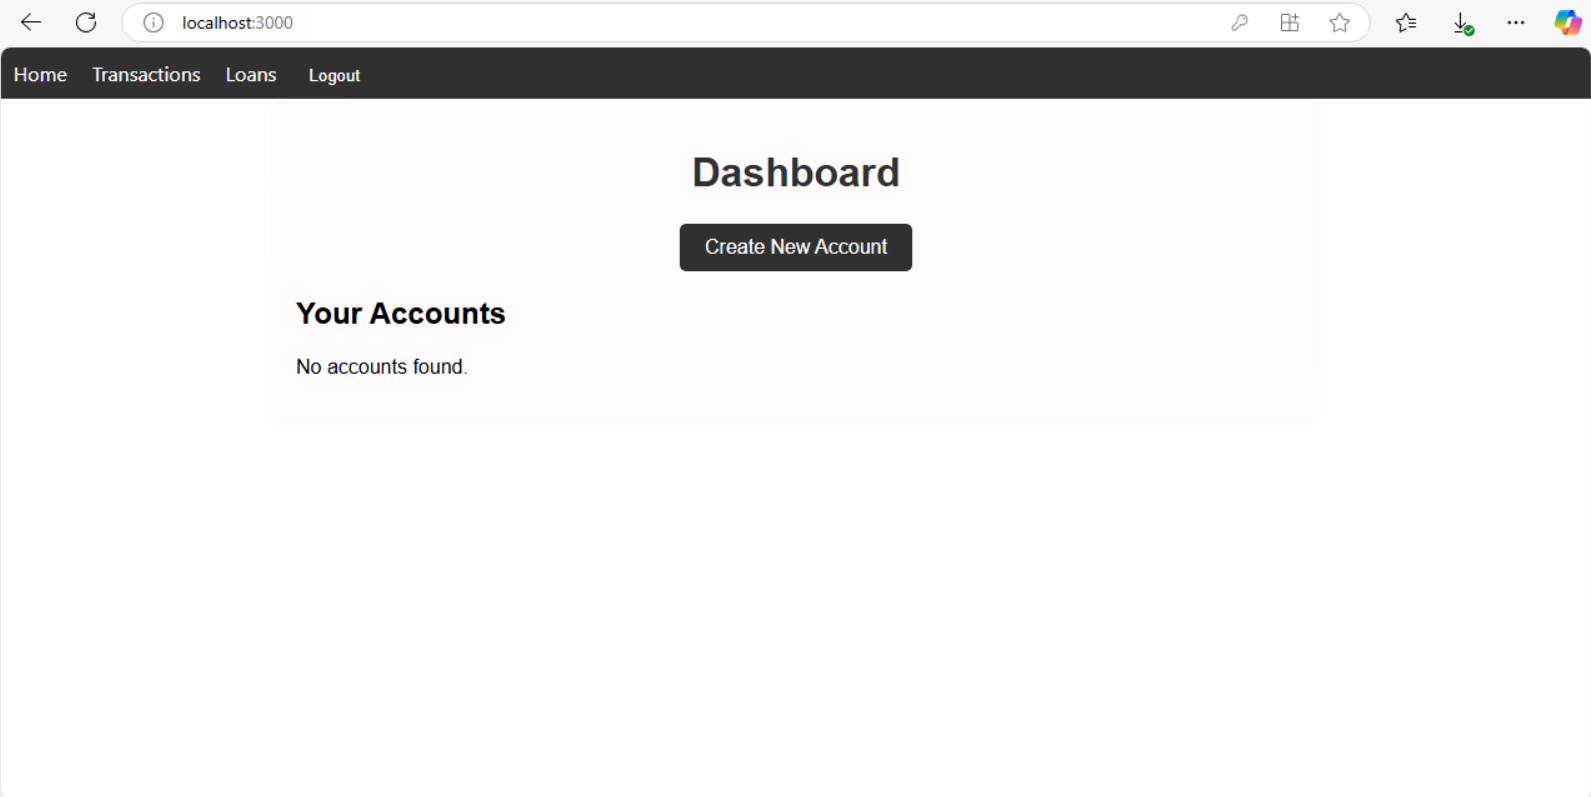 localhost:3000
Home Transactions Loans Logout
Dashboard
Create New Account
Your Accounts
No accounts found.